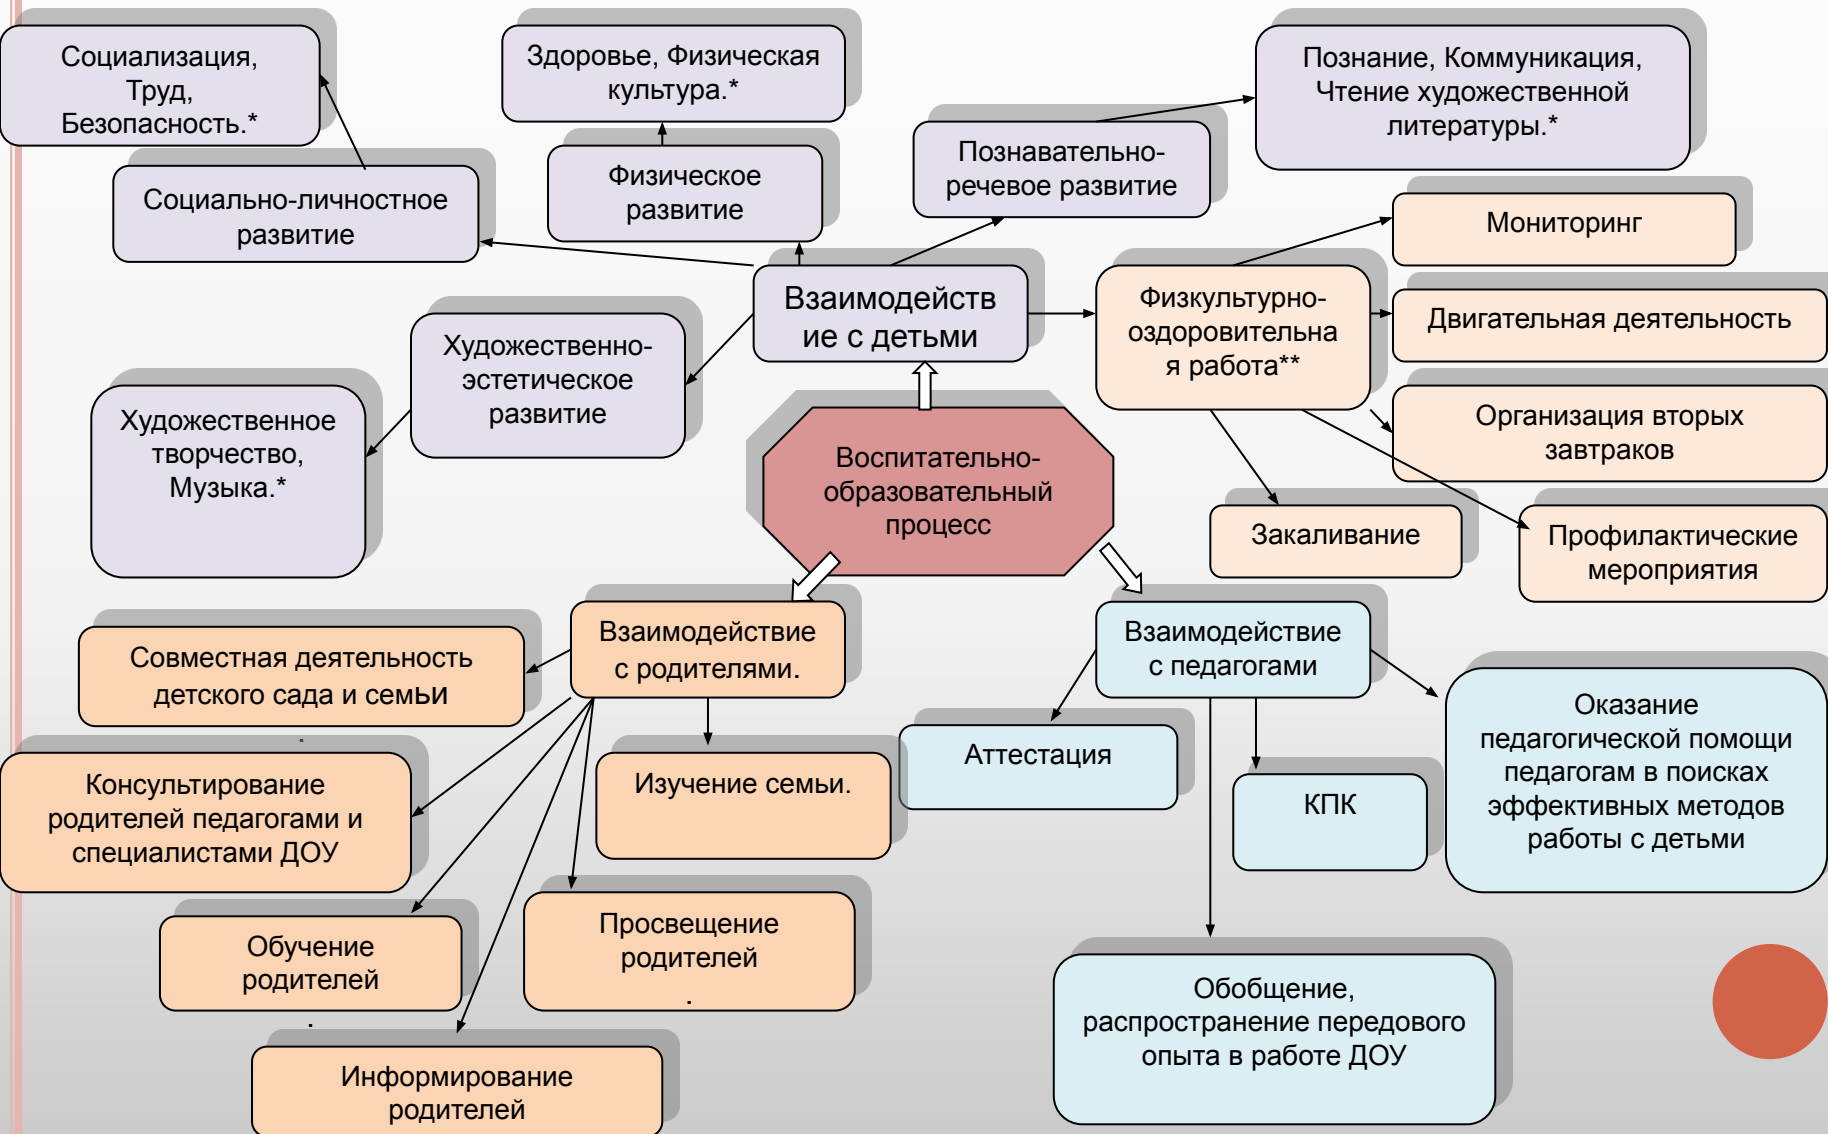 Социализация,
Труд,
Безопасность.*
Здоровье, Физическая
культура.*
Познание, Коммуникация,
Чтение художественной
литературы.*
Социально-личностное
развитие
Физическое
развитие
Познавательно-
речевое развитие
Мониторинг
Взаимодейств
ие с детьми
Физкультурно-
оздоровительна
я работа**
Двигательная деятельность
Художественно-
эстетическое
развитие
Художественное
творчество,
Музыка.*
Организация вторых
завтраков
Воспитательно-
образовательный
процесс
Закаливание
Профилактические
мероприятия
Взаимодействие
с родителями.
Взаимодействие
с педагогами
Совместная деятельность
детского сада и семьи
.
Аттестация
Оказание
педагогической помощи
педагогам в поисках
эффективных методов
работы с детьми
Консультирование
родителей педагогами и
специалистами ДОУ
Изучение семьи.
КПК
Обучение
родителей
.
Просвещение
родителей
.
Обобщение,
распространение передового
опыта в работе ДОУ
Информирование
родителей